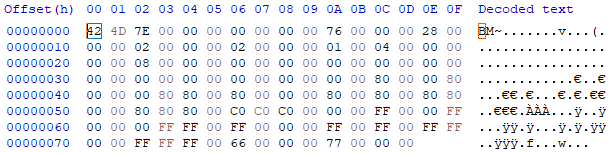 Offset(h) 00 01 02 03 04 05 06 07 08 09 0A 0B 0C 0D 0E 0F Decoded text
00000000 42 4D 7E 00 00 00 00 00 00 00 76 00 00 00 28 00 BM~.......v...(.
00000010 00 00 02 00 00 00 02 00 00 00 01 00 04 00 00 00 ................
00000020 00 00 08 00 00 00 00 00 00 00 00 00 00 00 00 00 ................
00000030 00 00 00 00 00 00 00 00 00 00 00 00 80 00 00 80 ............€..€
00000040 00 00 00 80 80 00 80 00 00 00 80 00 80 00 80 80 ...€€.€...€.€.€€
00000050 00 00 80 80 80 00 C0 C0 C0 00 00 00 FF 00 00 FF ..€€€.ÀÀÀ...ÿ..ÿ
00000060 00 00 00 FF FF 00 FF 00 00 00 FF 00 FF 00 FF FF ...ÿÿ.ÿ...ÿ.ÿ.ÿÿ
00000070 00 00 FF FF FF 00 66 00 00 00 77 00 00 00 ..ÿÿÿ.f...w...